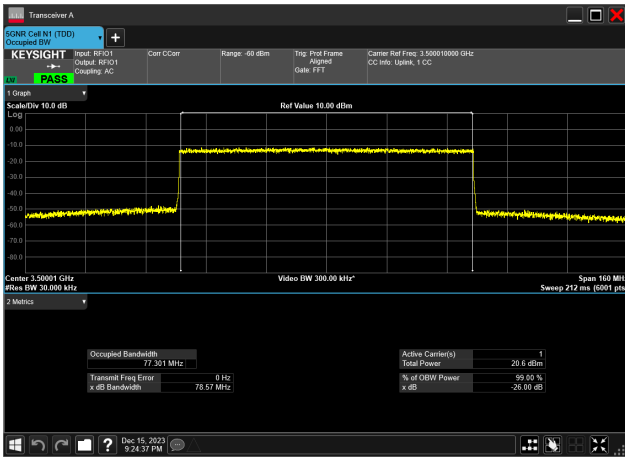 Transceiver A
5GNR Cell N1 (TDD)
Occupied BW
+
KEYSIGHT
LXI
PASS
Input: RFIO1
Output: RFIO1
Coupling: AC
Corr CCorr
Range: -60 dBm
Trig: Prot Frame
Aligned
Gate: FFT
Carrier Ref Freq: 3.500010000 GHz
CC Info: Uplink, 1 CC
1 Graph
Scale/Div 10.0 dB
Ref Value 10.00 dBm
Log
0.00
-10.0
-20.0
-30.0
-40.0
-50.0
-60.0
-70.0
-80.0
Center 3.50001 GHz
Video BW 300.00 kHz*
Span 160 MHz
#Res BW 30.000 kHz
Sweep 212 ms (6001 pts)
2 Metrics
Occupied Bandwidth
77.301 MHz
Transmit Freq Error 0 Hz
x dB Bandwidth 78.57 MHz
Active Carrier(s) 1
Total Power 20.6 dBm
% of OBW Power 99.00 %
x dB -26.00 dB
?
Dec 15, 2023
9:24:37 PM